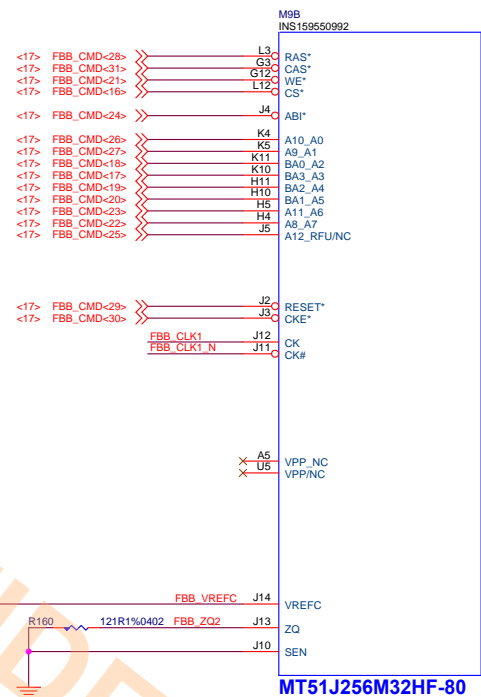 M9B
INS159550992
<17> FBB_CMD<28> L3 RAS*
<17> FBB_CMD<31> G3 CAS*
<17> FBB_CMD<21> G12 WE*
<17> FBB_CMD<16> L12 CS*
<17> FBB_CMD<24> J4 ABI*
<17> FBB_CMD<26> K4 A10_A0
<17> FBB_CMD<27> K5 A9_A1
<17> FBB_CMD<18> K11 BA0_A2
<17> FBB_CMD<17> K10 BA3_A3
<17> FBB_CMD<19> H11 BA2_A4
<17> FBB_CMD<20> H10 BA1_A5
<17> FBB_CMD<23> H5 A11_A6
<17> FBB_CMD<22> H4 A8_A7
<17> FBB_CMD<25> J5 A12_RFU/NC
<17> FBB_CMD<29> J2 RESET*
<17> FBB_CMD<30> J3 CKE*
FBB_CLK1 J12 CK
FBB_CLK1_N J11 CK#
A5 VPP_NC
U5 VPP/NC
FBB_VREFC J14 VREFC
R160 121R1%0402 FBB_ZQ2 J13 ZQ
J10 SEN
MT51J256M32HF-80